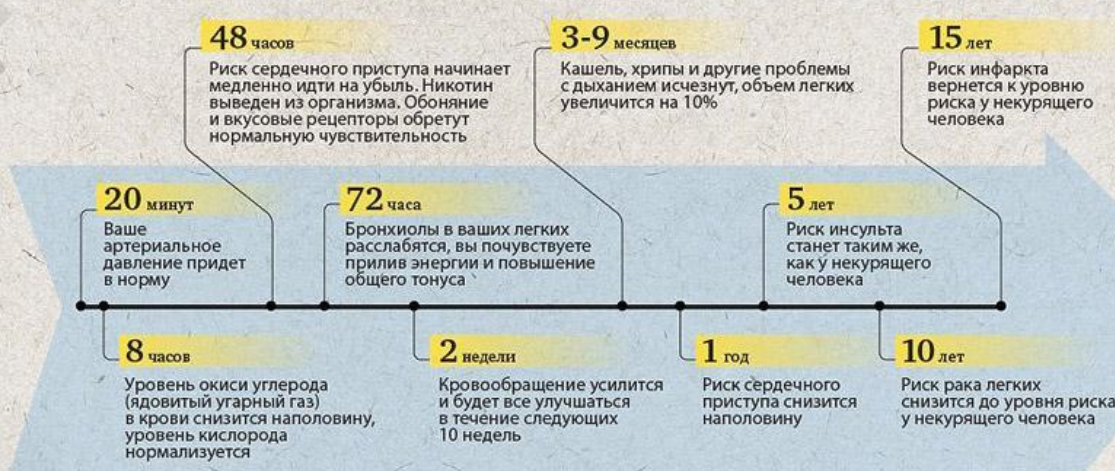 48 часов
Риск сердечного приступа начинает
медленно идти на убыль. Никотин
выведен из организма. Обоняние
и вкусовые рецепторы обретут
нормальную чувствительность
3-9 месяцев
Кашель, хрипы и другие проблемы
с дыханием исчезнут, объем легких
увеличится на 10%
15 лет
Риск инфаркта
вернется к уровню
риска у некурящего
человека
20 минут
Ваше
артериальное
давление придет
в норму
72 часа
Бронхиолы в ваших легких
расслабятся, вы почувствуете
прилив энергии и повышение
общего тонуса
5 лет
Риск инсульта
станет таким же,
как у некурящего
человека
8 часов
Уровень окиси углерода
(ядовитый угарный газ)
в крови снизится наполовину,
уровень кислорода
нормализуется
2 недели
Кровообращение усилится
и будет все улучшаться
в течение следующих
10 недель
1 год
Риск сердечного
приступа снизится
наполовину
10 лет
Риск рака легких
снизится до уровня риска
у некурящего человека